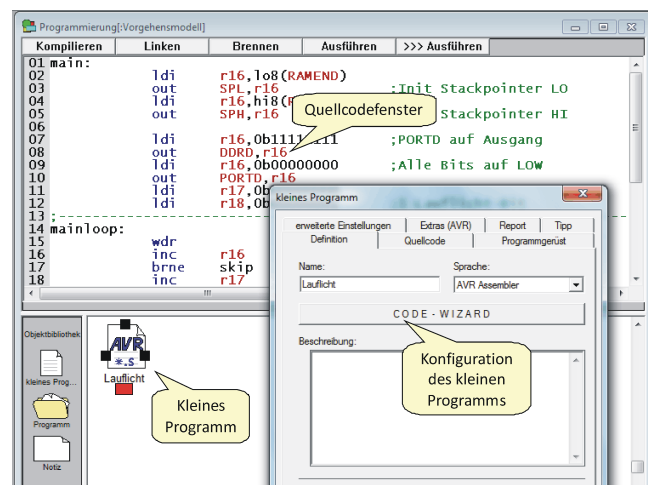 Programmierung[:Vorgehensmodell]
Kompilieren Linken Brennen Ausführen >>> Ausführen
01 main:
02 ldi r16,lo8(RAMEND)
03 out SPL,r16 ;Init Stackpointer LO
04 ldi r16,hi8(
05 out SPH,r16 Stackpointer HI
06
07 ldi r16,0b11111111 ;PORTD auf Ausgang
08 out DDRD,r16
09 ldi r16,0b00000000 ;Alle Bits auf LOW
10 out PORTD,r16
11 ldi r17,0b
12 ldi r18,0b
13 ;
14 mainloop:
15 wdr
16 inc r16
17 brne skip
18 inc r17
Quellcodefenster
kleines Programm
erweiterte Einstellungen Extras (AVR) Report Tipp
Definition Quellcode Programmgerüst
Name: Sprache:
Lauflicht AVR Assembler
CODE - WIZARD
Beschreibung:
Konfiguration
des kleinen
Programms
Objektbibliothek
kleines Prog...
Programm
Notiz
AVR
*.S
Lauflicht
Kleines
Programm